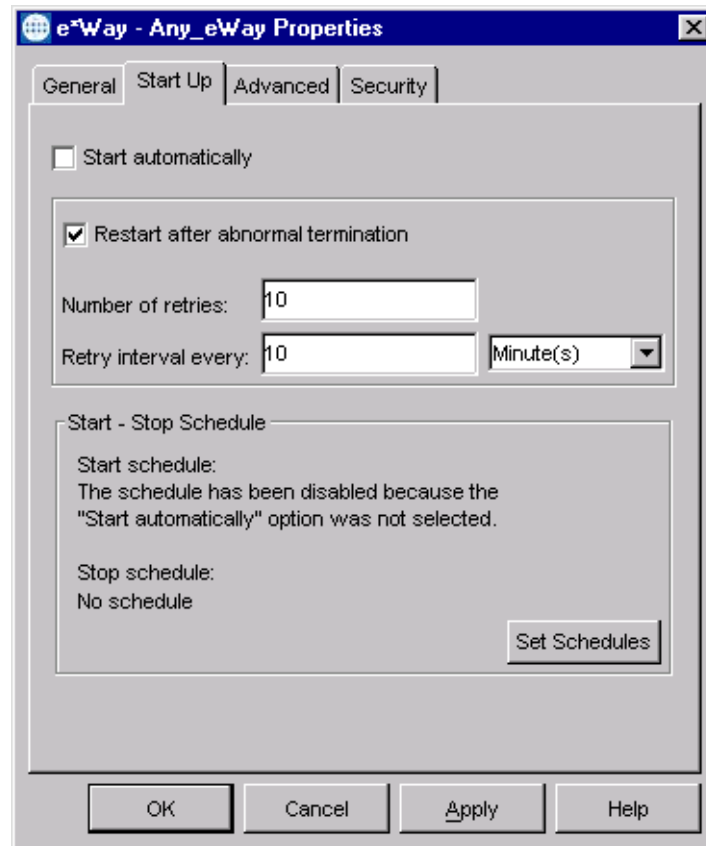 e*Way - Any_eWay Properties
General Start Up Advanced Security
Start automatically
Restart after abnormal termination
Number of retries: 10
Retry interval every: 10 Minute(s)
Start - Stop Schedule
Start schedule:
The schedule has been disabled because the
"Start automatically" option was not selected.
Stop schedule:
No schedule
Set Schedules
OK Cancel Apply Help